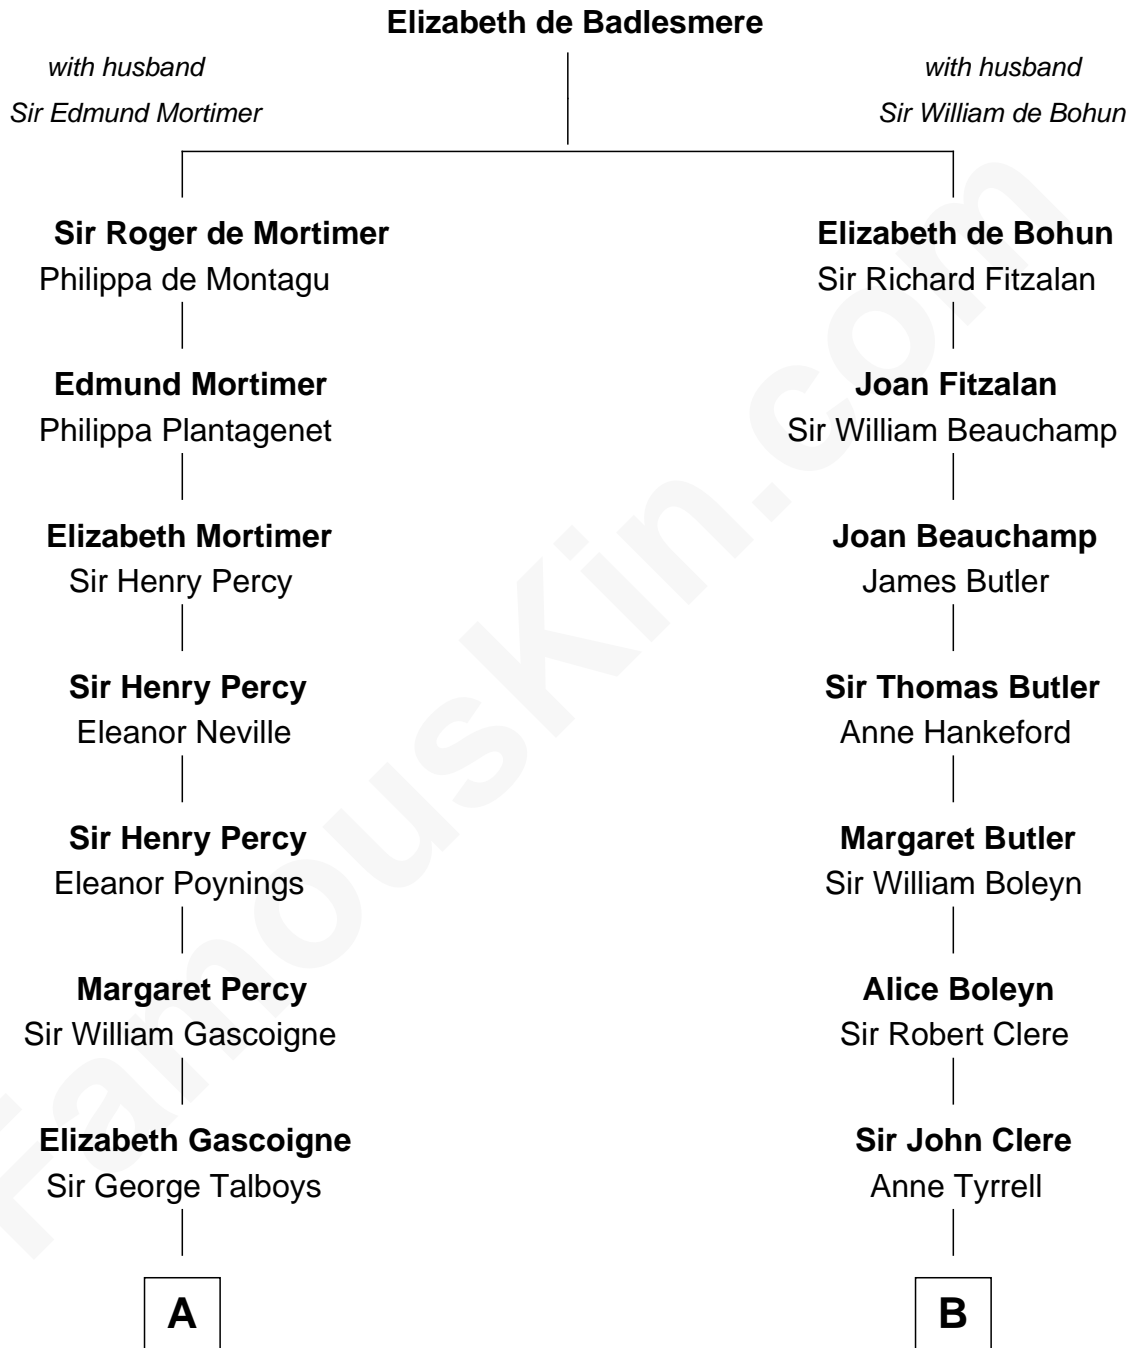 Elizabeth de Badlesmere
with husband
Sir Edmund Mortimer
with husband
Sir William de Bohun
Sir Roger de Mortimer
Philippa de Montagu
Edmund Mortimer
Philippa Plantagenet
Elizabeth Mortimer
Sir Henry Percy
Sir Henry Percy
Eleanor Neville
Sir Henry Percy
Eleanor Poynings
Margaret Percy
Sir William Gascoigne
Elizabeth Gascoigne
Sir George Talboys
A
Elizabeth de Bohun
Sir Richard Fitzalan
Joan Fitzalan
Sir William Beauchamp
Joan Beauchamp
James Butler
Sir Thomas Butler
Anne Hankeford
Margaret Butler
Sir William Boleyn
Alice Boleyn
Sir Robert Clere
Sir John Clere
Anne Tyrrell
B
FamousKin.com